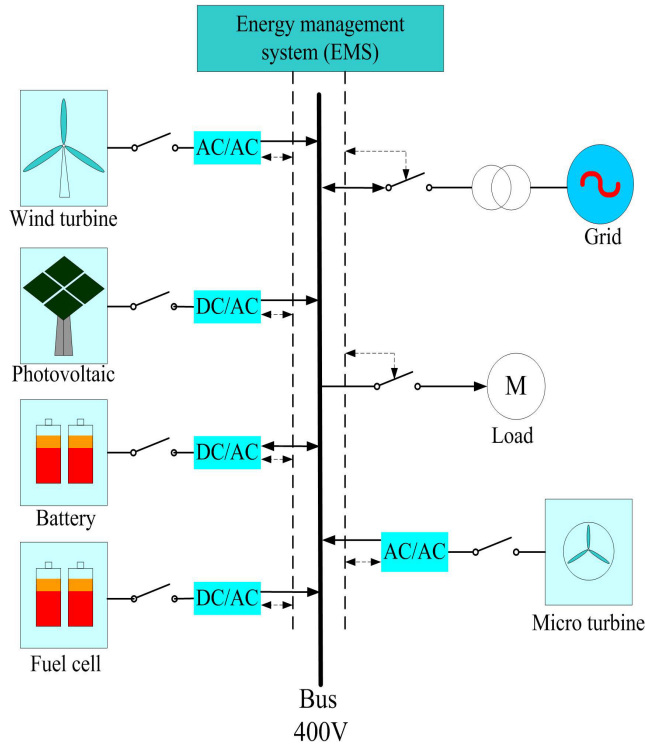 Energy management
system (EMS)
AC/AC
Wind turbine
Grid
DC/AC
Photovoltaic
M
Load
DC/AC
Battery
AC/AC
DC/AC
Micro turbine
Fuel cell
Bus
400V